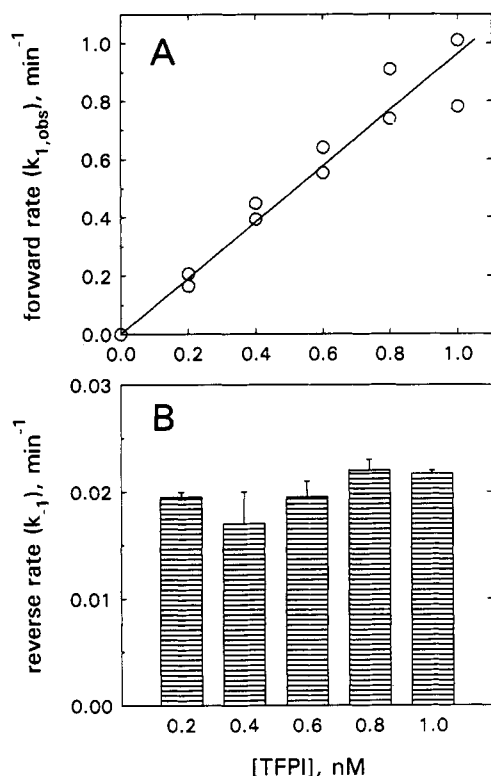 A
forward rate (k1,obs), min-1
1.0
0.8
0.6
0.4
0.2
0.0
0.0 0.2 0.4 0.6 0.8 1.0
B
reverse rate (k-1), min-1
0.03
0.02
0.01
0.00
0.2 0.4 0.6 0.8 1.0
[TFPI], nM